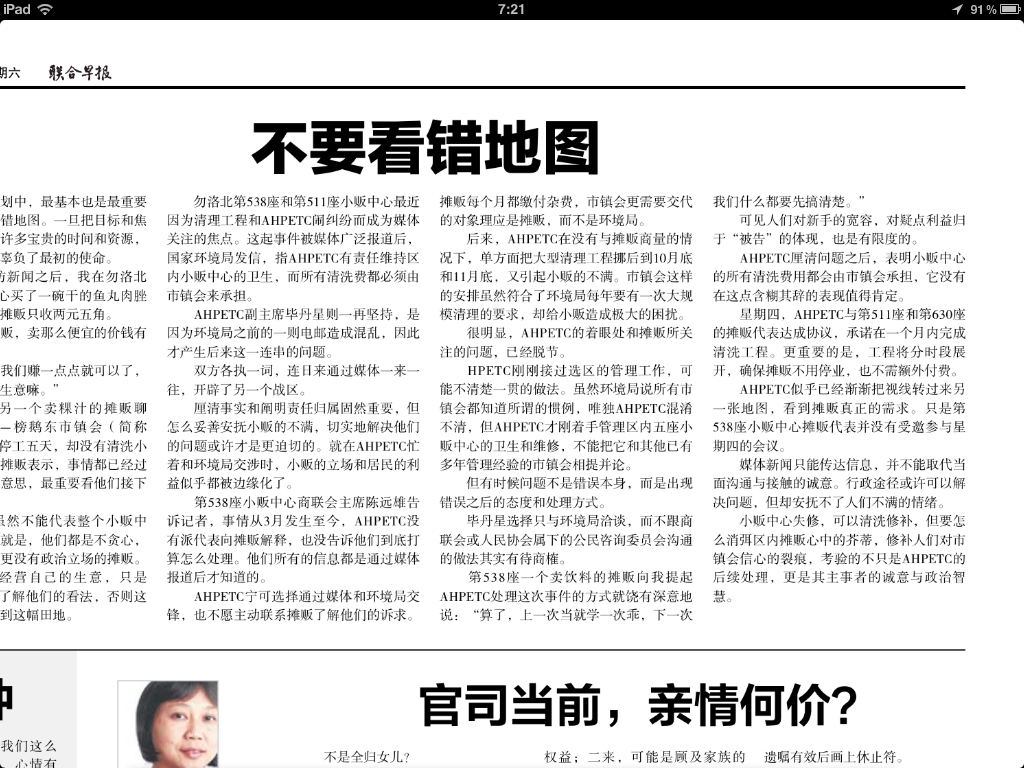 iPad
7:21
91%
期六 联合早报
不要看错地图
划中，最基本也是最重要
错地图。一旦把目标和焦
许多宝贵的时间和资源，
辜负了最初的使命。
访新闻之后，我在勿洛北
心买了一碗干的鱼丸肉脞
摊贩只收两元五角。
贩，卖那么便宜的价钱有
我们赚一点点就可以了，
生意嘛。”
另一个卖粿汁的摊贩聊
—榜鹅东市镇会（简称
停工五天，却没有清洗小
摊贩表示，事情都已经过
意思，最重要看他们接下
虽然不能代表整个小贩中
就是，他们都是不贪心，
更没有政治立场的摊贩。
经营自己的生意，只是
了解他们的看法，否则这
到这幅田地。
勿洛北第538座和第511座小贩中心最近
因为清理工程和AHPETC闹纠纷而成为媒体
关注的焦点。这起事件被媒体广泛报道后，
国家环境局发信，指AHPETC有责任维持区
内小贩中心的卫生，而所有清洗费都必须由
市镇会来承担。
AHPETC副主席毕丹星则一再坚持，是
因为环境局之前的一则电邮造成混乱，因此
才产生后来这一连串的问题。
双方各执一词，连日来通过媒体一来一
往，开辟了另一个战区。
厘清事实和阐明责任归属固然重要，但
怎么妥善安抚小贩的不满，切实地解决他们
的问题或许才是更迫切的。就在AHPETC忙
着和环境局交涉时，小贩的立场和居民的利
益似乎都被边缘化了。
第538座小贩中心商联会主席陈远雄告
诉记者，事情从3月发生至今，AHPETC没
有派代表向摊贩解释，也没告诉他们到底打
算怎么处理。他们所有的信息都是通过媒体
报道后才知道的。
AHPETC宁可选择通过媒体和环境局交
锋，也不愿主动联系摊贩了解他们的诉求。
摊贩每个月都缴付杂费，市镇会更需要交代
的对象理应是摊贩，而不是环境局。
后来，AHPETC在没有与摊贩商量的情
况下，单方面把大型清理工程挪后到10月底
和11月底，又引起小贩的不满。市镇会这样
的安排虽然符合了环境局每年要有一次大规
模清理的要求，却给小贩造成极大的困扰。
很明显，AHPETC的着眼处和摊贩所关
注的问题，已经脱节。
HPETC刚刚接过选区的管理工作，可
能不清楚一贯的做法。虽然环境局说所有市
镇会都知道所谓的惯例，唯独AHPETC混淆
不清，但AHPETC才刚着手管理区内五座小
贩中心的卫生和维修，不能把它和其他已有
多年管理经验的市镇会相提并论。
但有时候问题不是错误本身，而是出现
错误之后的态度和处理方式。
毕丹星选择只与环境局洽谈，而不跟商
联会或人民协会属下的公民咨询委员会沟通
的做法其实有待商榷。
第538座一个卖饮料的摊贩向我提起
AHPETC处理这次事件的方式就饶有深意地
说：“算了，上一次当就学一次乖，下一次
我们什么都要先搞清楚。”
可见人们对新手的宽容，对疑点利益归
于“被告”的体现，也是有限度的。
AHPETC厘清问题之后，表明小贩中心
的所有清洗费用都会由市镇会承担，它没有
在这点含糊其辞的表现值得肯定。
星期四，AHPETC与第511座和第630座
的摊贩代表达成协议，承诺在一个月内完成
清洗工程。更重要的是，工程将分时段展
开，确保摊贩不用停业，也不需额外付费。
AHPETC似乎已经渐渐把视线转过来另
一张地图，看到摊贩真正的需求。只是第
538座小贩中心摊贩代表并没有受邀参与星
期四的会议。
媒体新闻只能传达信息，并不能取代当
面沟通与接触的诚意。行政途径或许可以解
决问题，但却安抚不了人们不满的情绪。
小贩中心失修，可以清洗修补，但要怎
么消弭区内摊贩心中的芥蒂，修补人们对市
镇会信心的裂痕，考验的不只是AHPETC的
后续处理，更是其主事者的诚意与政治智
慧。
我们这么
心情有
官司当前，亲情何价？
不是全归女儿？
权益；二来，可能是顾及家族的
遗嘱有效后画上休止符。